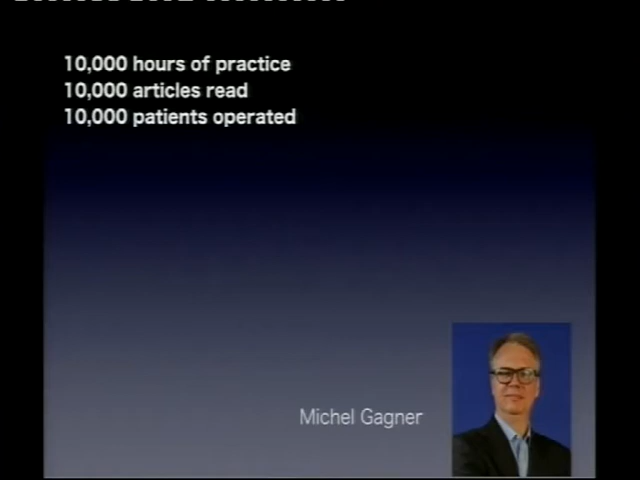 10,000 hours of practice
10,000 articles read
10,000 patients operated
Michel Gagner